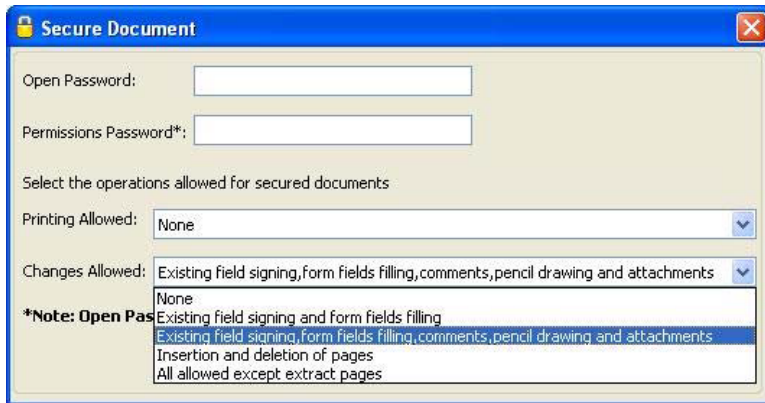 Secure Document
Open Password:
Permissions Password*:
Select the operations allowed for secured documents
Printing Allowed: None
Changes Allowed: Existing field signing,form fields filling,comments,pencil drawing and attachments
None
*Note: Open Pas Existing field signing and form fields filling
Existing field signing,form fields filling,comments,pencil drawing and attachments
Insertion and deletion of pages
All allowed except extract pages